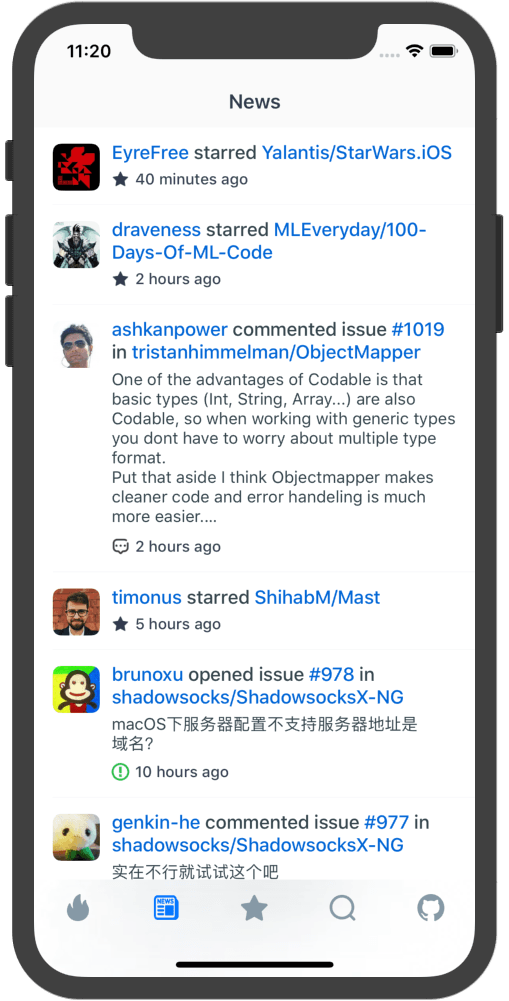 11:20
News
EyreFree starred Yalantis/StarWars.iOS
40 minutes ago
draveness starred MLEveryday/100-
Days-Of-ML-Code
2 hours ago
ashkanpower commented issue #1019
in tristanhimmelman/ObjectMapper
One of the advantages of Codable is that
basic types (Int, String, Array...) are also
Codable, so when working with generic types
you dont have to worry about multiple type
format.
Put that aside I think Objectmapper makes
cleaner code and error handeling is much
more easier....
2 hours ago
timonus starred ShihabM/Mast
5 hours ago
brunoxu opened issue #978 in
shadowsocks/ShadowsocksX-NG
macOS下服务器配置不支持服务器地址是
域名?
10 hours ago
genkin-he commented issue #977 in
shadowsocks/ShadowsocksX-NG
实在不行就试试这个吧
NEWS